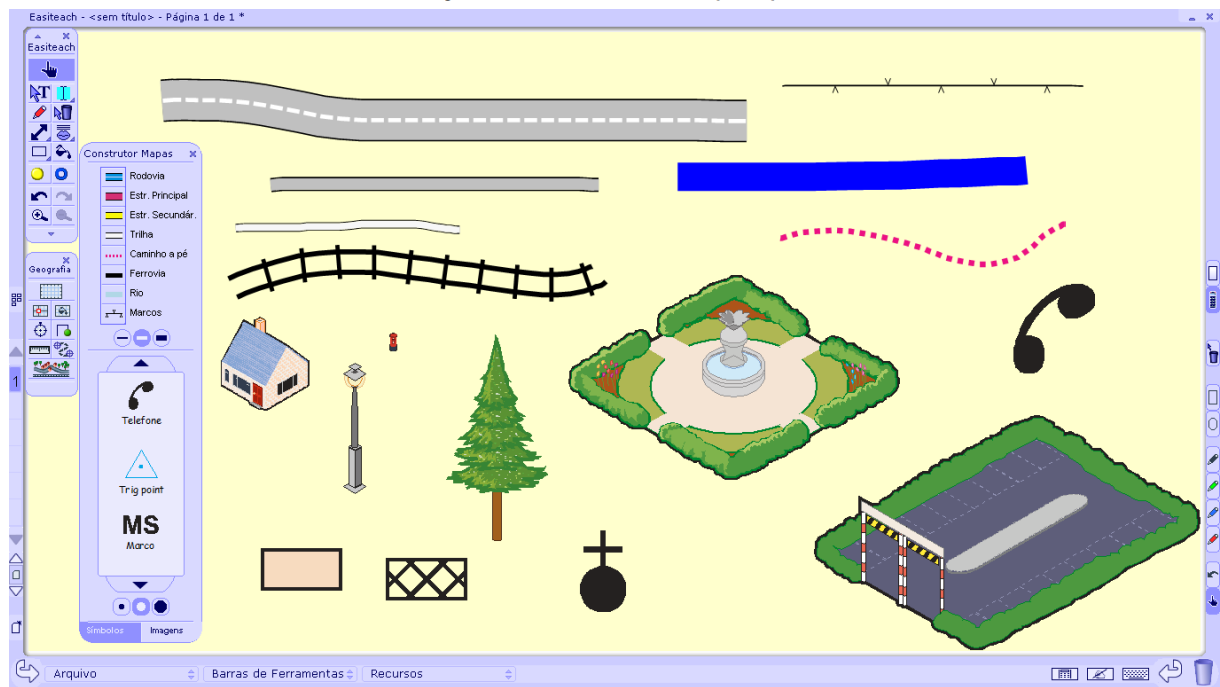 Easiteach - <sem título> - Página 1 de 1 *
Easiteach
T
Construtor Mapas
Rodovia
Estr. Principal
Estr. Secundár.
Trilha
Caminho a pé
Ferrovia
Rio
Marcos
Geografia
1
Telefone
Trig point
MS
Marco
Símbolos
Imagens
Arquivo
Barras de Ferramentas
Recursos